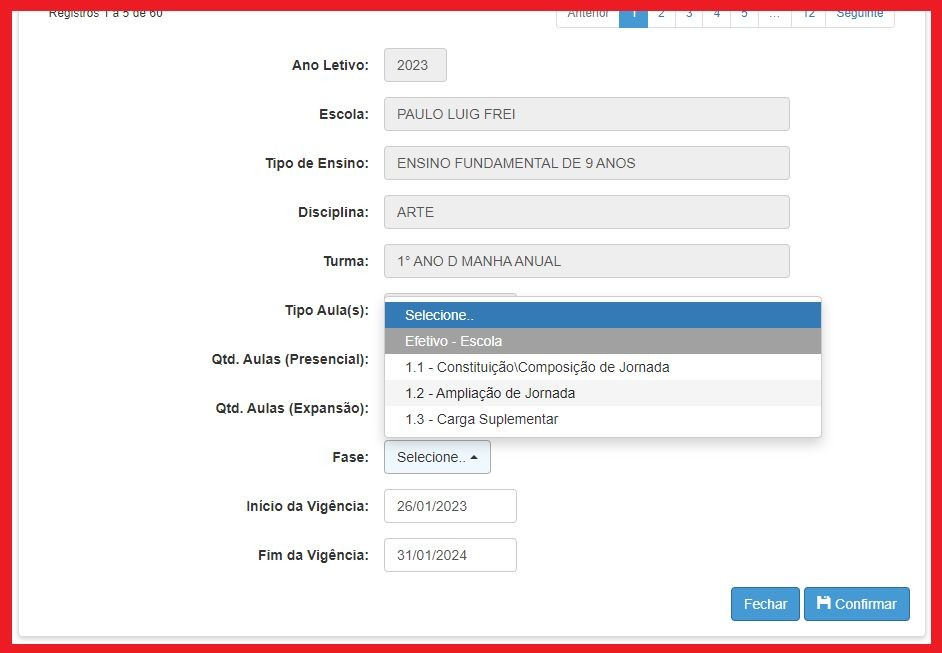 Registros 1 a 5 de 60
Anterior 1 2 3 4 5 ... 12 Seguinte
Ano Letivo: 2023
Escola: PAULO LUIG FREI
Tipo de Ensino: ENSINO FUNDAMENTAL DE 9 ANOS
Disciplina: ARTE
Turma: 1° ANO D MANHA ANUAL
Tipo Aula(s):
Selecione..
Efetivo - Escola
Qtd. Aulas (Presencial):
1.1 - Constituição\Composição de Jornada
1.2 - Ampliação de Jornada
Qtd. Aulas (Expansão):
1.3 - Carga Suplementar
Fase: Selecione..
Início da Vigência: 26/01/2023
Fim da Vigência: 31/01/2024
Fechar Confirmar